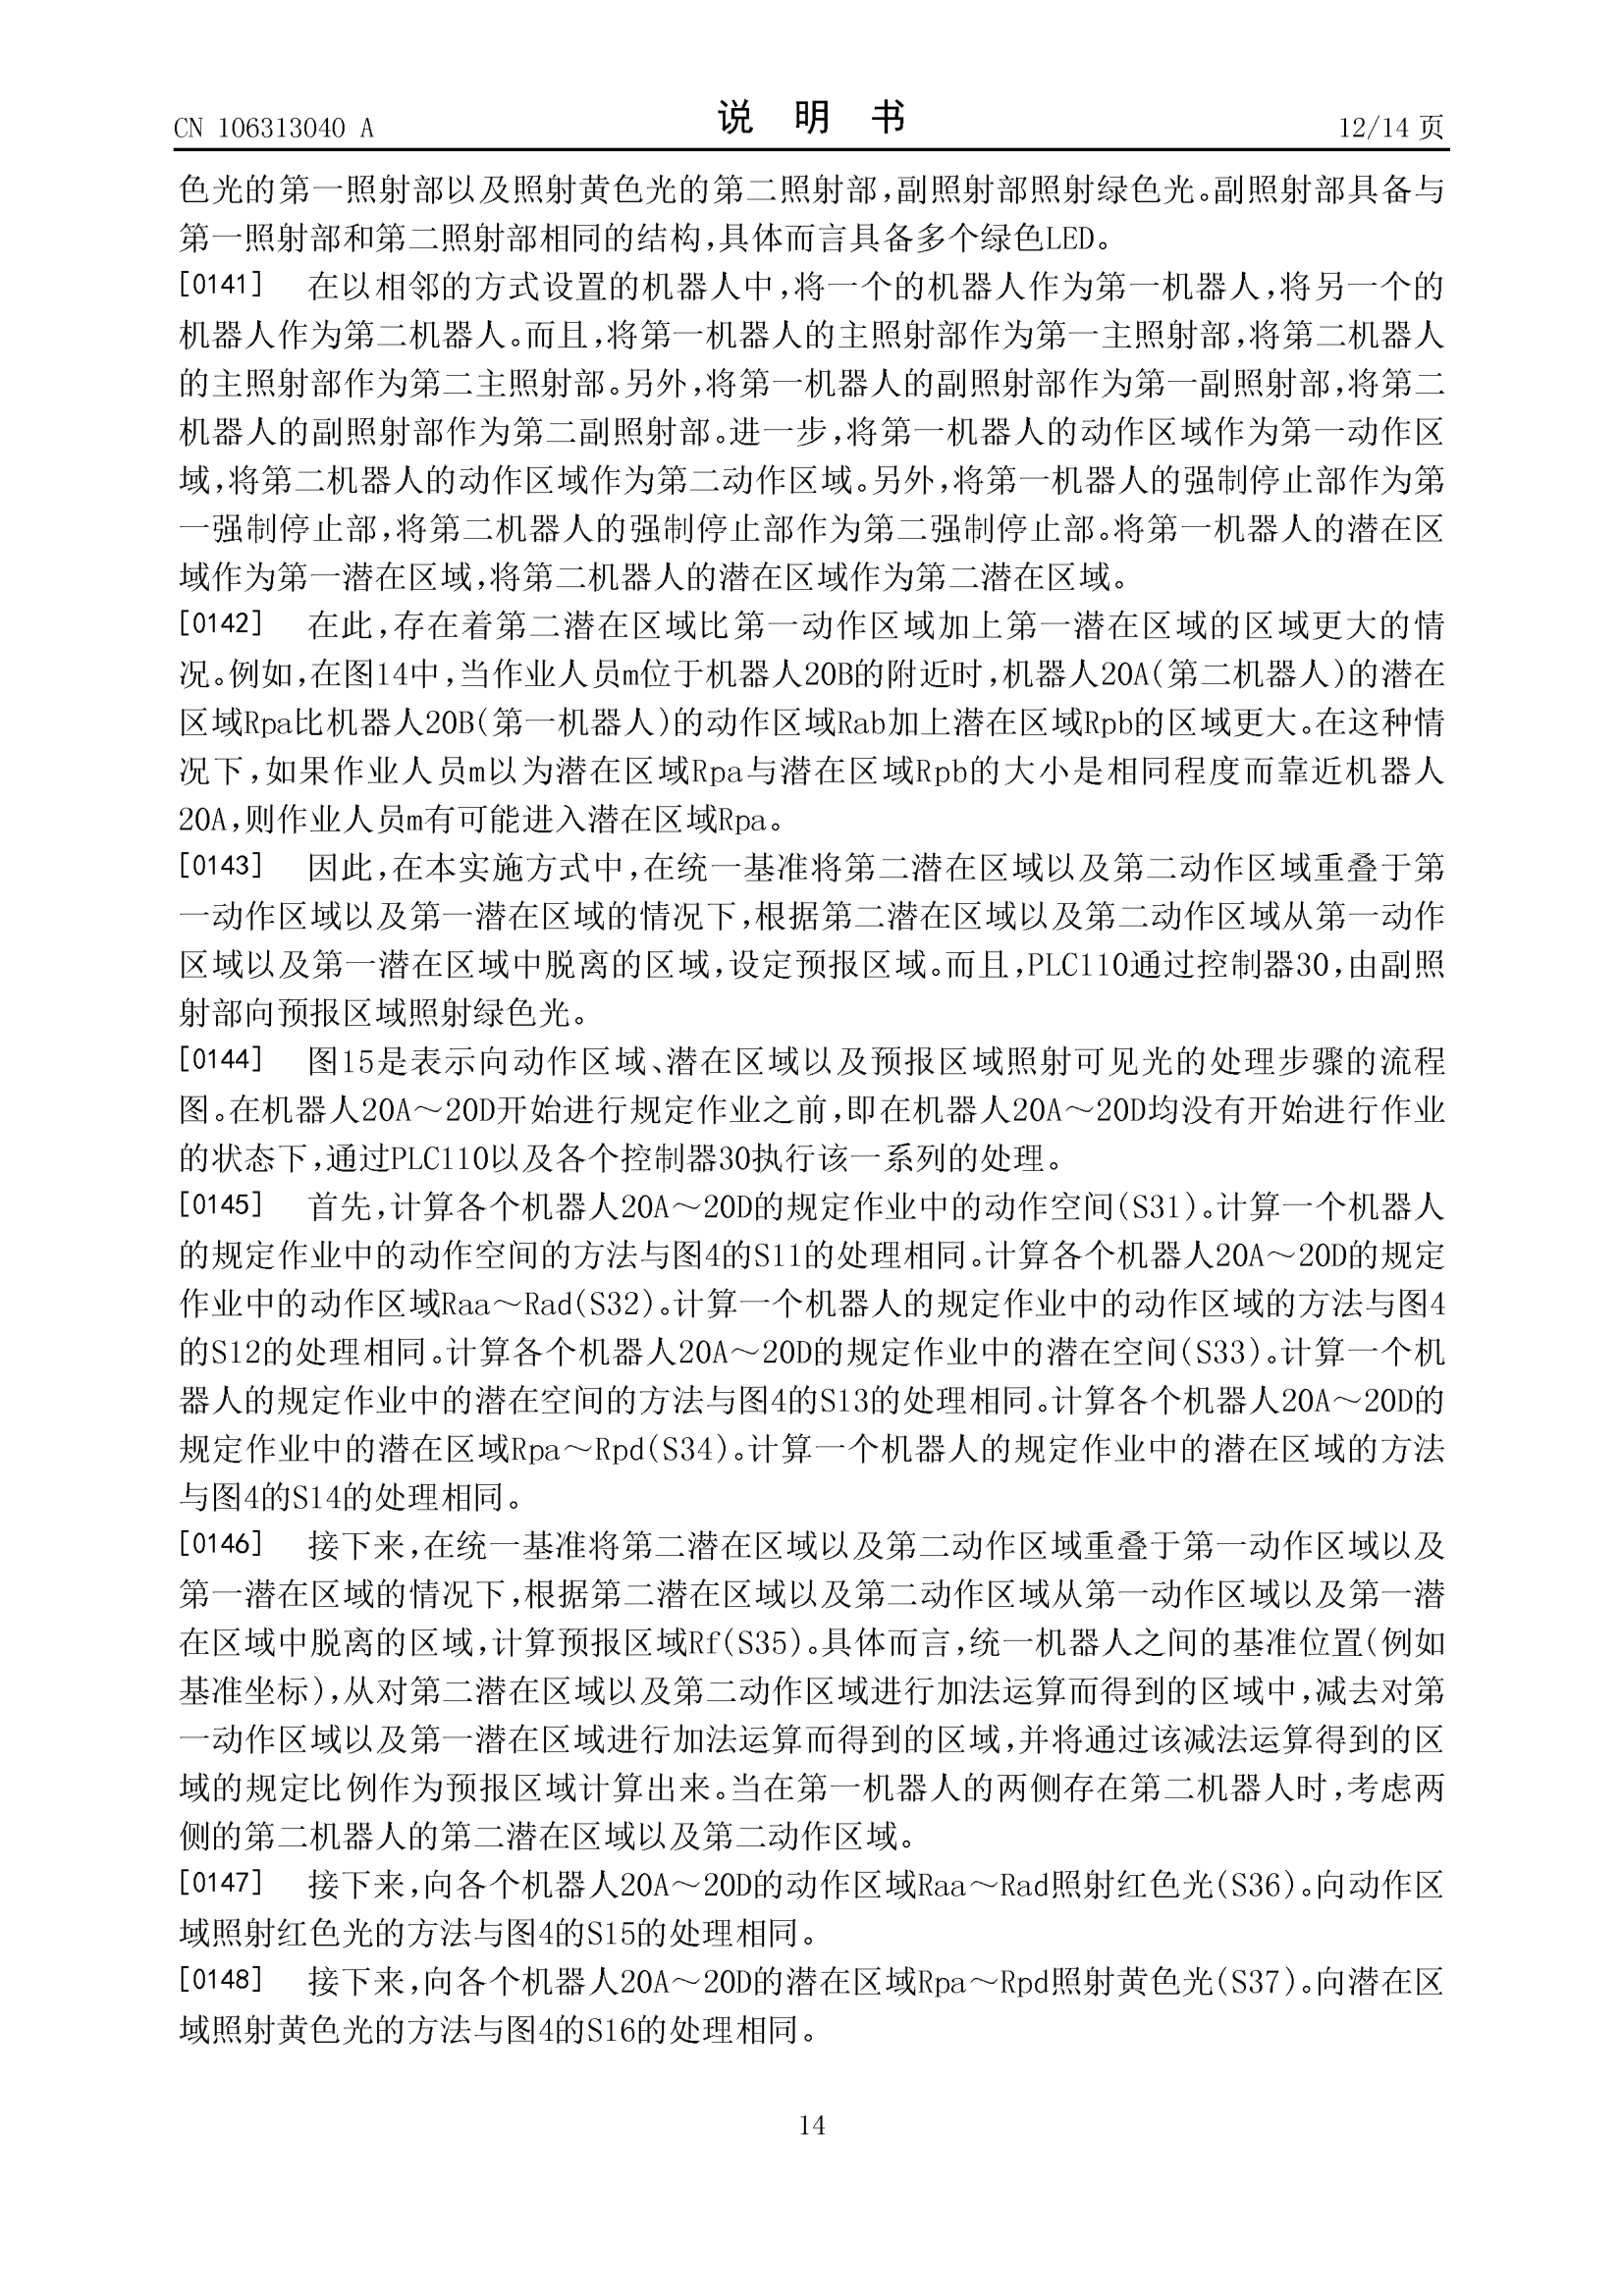 CN 106313040 A
说 明 书
12/14 页
色光的第一照射部以及照射黄色光的第二照射部,副照射部照射绿色光。副照射部具备与
第一照射部和第二照射部相同的结构,具体而言具备多个绿色LED。
[0141] 在以相邻的方式设置的机器人中,将一个的机器人作为第一机器人,将另一个的
机器人作为第二机器人。而且,将第一机器人的主照射部作为第一主照射部,将第二机器人
的主照射部作为第二主照射部。另外,将第一机器人的副照射部作为第一副照射部,将第二
机器人的副照射部作为第二副照射部。进一步,将第一机器人的动作区域作为第一动作区
域,将第二机器人的动作区域作为第二动作区域。另外,将第一机器人的强制停止部作为第
一强制停止部,将第二机器人的强制停止部作为第二强制停止部。将第一机器人的潜在区
域作为第一潜在区域,将第二机器人的潜在区域作为第二潜在区域。
[0142] 在此,存在着第二潜在区域比第一动作区域加上第一潜在区域的区域更大的情
况。例如,在图14中,当作业人员m位于机器人20B的附近时,机器人20A(第二机器人)的潜在
区域Rpa比机器人20B(第一机器人)的动作区域Rab加上潜在区域Rpb的区域更大。在这种情
况下,如果作业人员m以为潜在区域Rpa与潜在区域Rpb的大小是相同程度而靠近机器人
20A,则作业人员m有可能进入潜在区域Rpa。
[0143] 因此,在本实施方式中,在统一基准将第二潜在区域以及第二动作区域重叠于第
一动作区域以及第一潜在区域的情况下,根据第二潜在区域以及第二动作区域从第一动作
区域以及第一潜在区域中脱离的区域,设定预报区域。而且,PLC110通过控制器30,由副照
射部向预报区域照射绿色光。
[0144] 图15是表示向动作区域、潜在区域以及预报区域照射可见光的处理步骤的流程
图。在机器人20A～20D开始进行规定作业之前,即在机器人20A～20D均没有开始进行作业
的状态下,通过PLC110以及各个控制器30执行该一系列的处理。
[0145] 首先,计算各个机器人20A～20D的规定作业中的动作空间(S31)。计算一个机器人
的规定作业中的动作空间的方法与图4的S11的处理相同。计算各个机器人20A～20D的规定
作业中的动作区域Raa～Rad(S32)。计算一个机器人的规定作业中的动作区域的方法与图4
的S12的处理相同。计算各个机器人20A～20D的规定作业中的潜在空间(S33)。计算一个机
器人的规定作业中的潜在空间的方法与图4的S13的处理相同。计算各个机器人20A～20D的
规定作业中的潜在区域Rpa～Rpd(S34)。计算一个机器人的规定作业中的潜在区域的方法
与图4的S14的处理相同。
[0146] 接下来,在统一基准将第二潜在区域以及第二动作区域重叠于第一动作区域以及
第一潜在区域的情况下,根据第二潜在区域以及第二动作区域从第一动作区域以及第一潜
在区域中脱离的区域,计算预报区域Rf(S35)。具体而言,统一机器人之间的基准位置(例如
基准坐标),从对第二潜在区域以及第二动作区域进行加法运算而得到的区域中,减去对第
一动作区域以及第一潜在区域进行加法运算而得到的区域,并将通过该减法运算得到的区
域的规定比例作为预报区域计算出来。当在第一机器人的两侧存在第二机器人时,考虑两
侧的第二机器人的第二潜在区域以及第二动作区域。
[0147] 接下来,向各个机器人20A～20D的动作区域Raa～Rad照射红色光(S36)。向动作区
域照射红色光的方法与图4的S15的处理相同。
[0148] 接下来,向各个机器人20A～20D的潜在区域Rpa～Rpd照射黄色光(S37)。向潜在区
域照射黄色光的方法与图4的S16的处理相同。
14